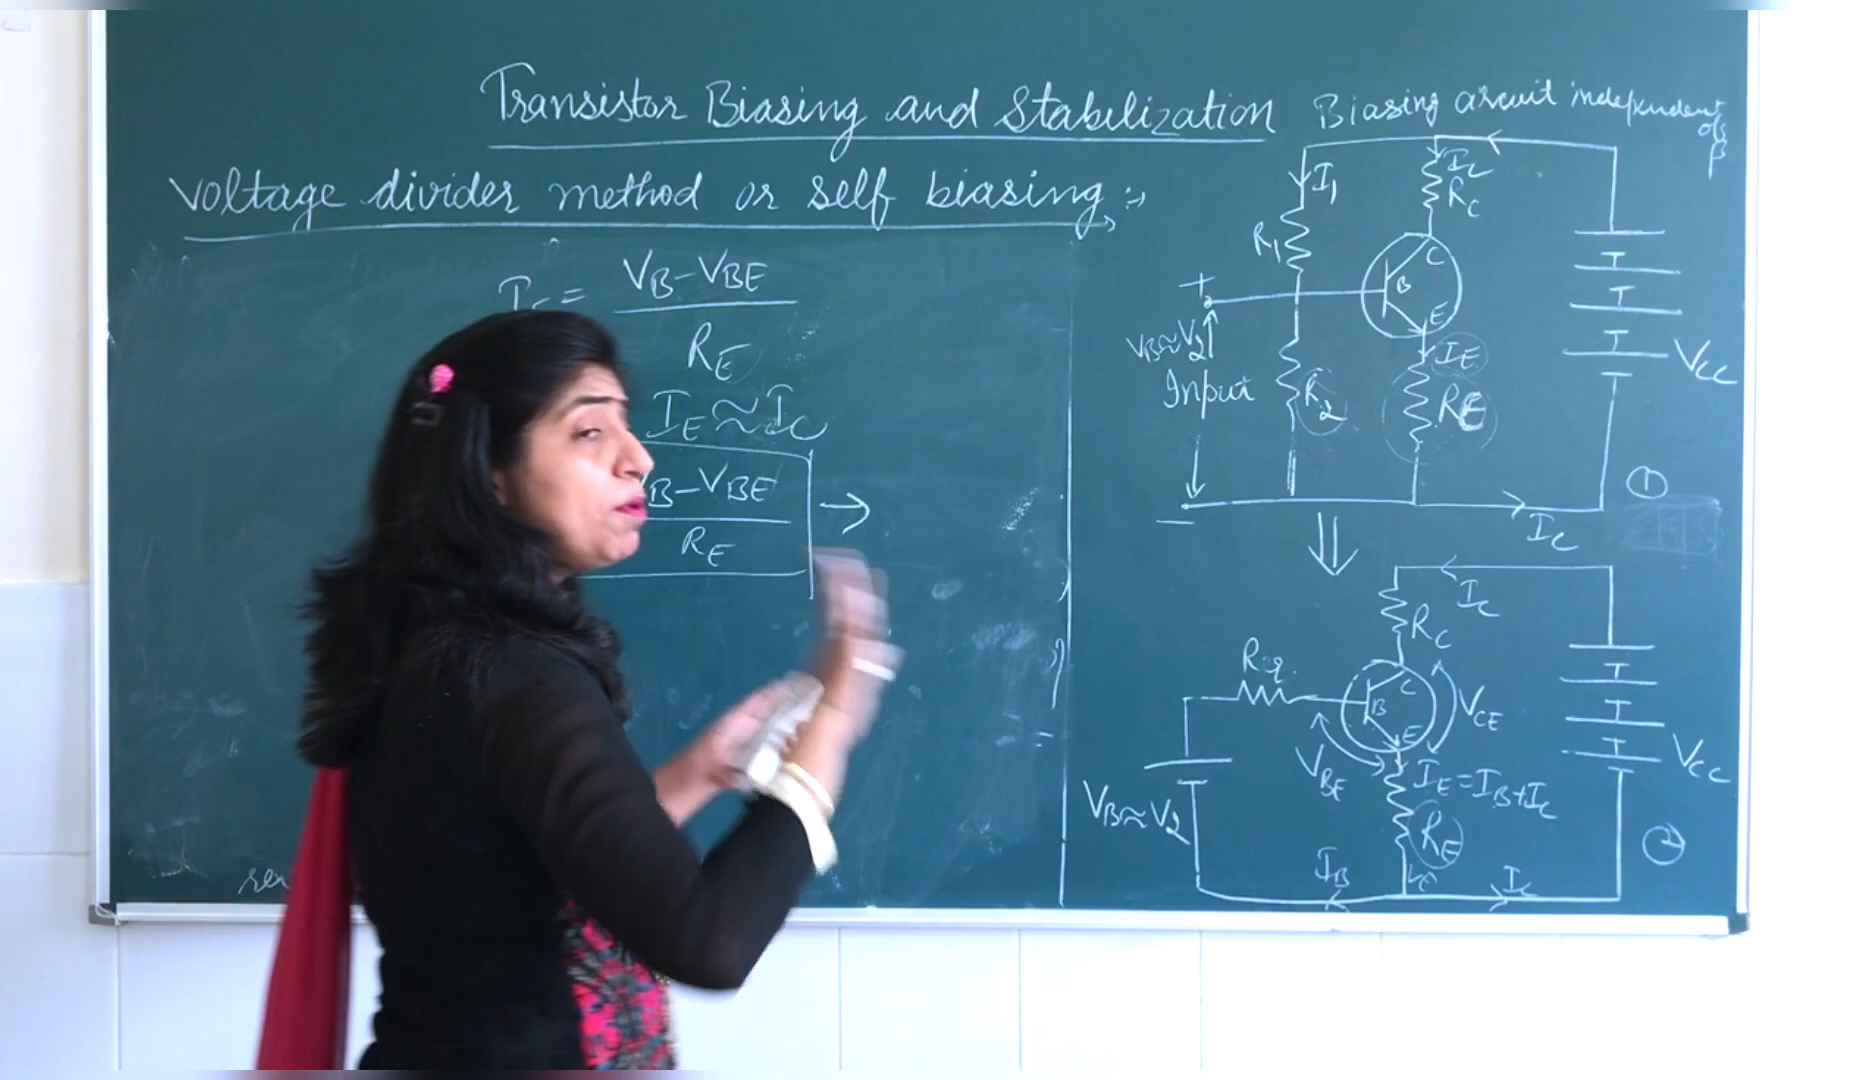 Transistor Biasing and Stabilization
Biasing circuit independent of β
Voltage divider method or self biasing :-
= VB-VBE
RE
IE ≈ IC
B-VBE →
RE
IC
I1
RC
R1
C
B
E
+
VB≈V2
Input
IE
R2
RE
VCC
-
IC
①
⇓
IC
RC
Req.
C
B
E
VCE
VBE
IE=IB+IC
VB≈V2
RE
VCC
②
IB
IC